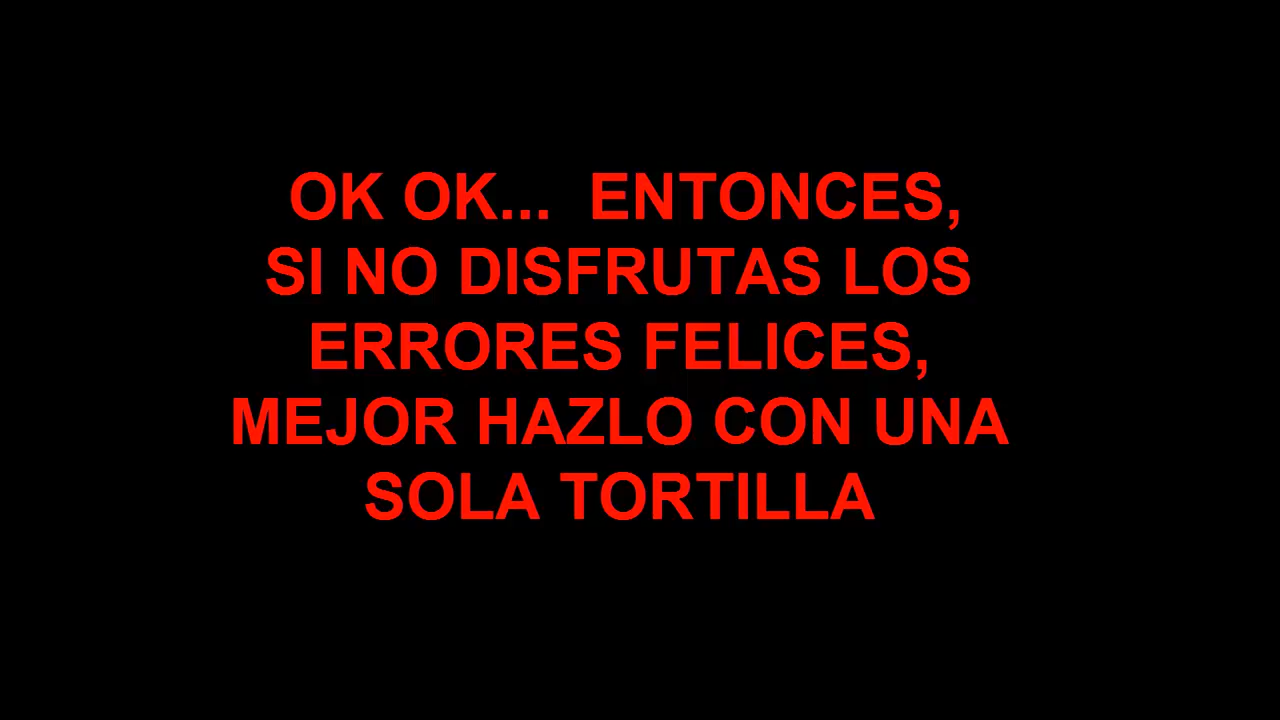 OK OK...  ENTONCES,
SI NO DISFRUTAS LOS
ERRORES FELICES,
MEJOR HAZLO CON UNA
SOLA TORTILLA